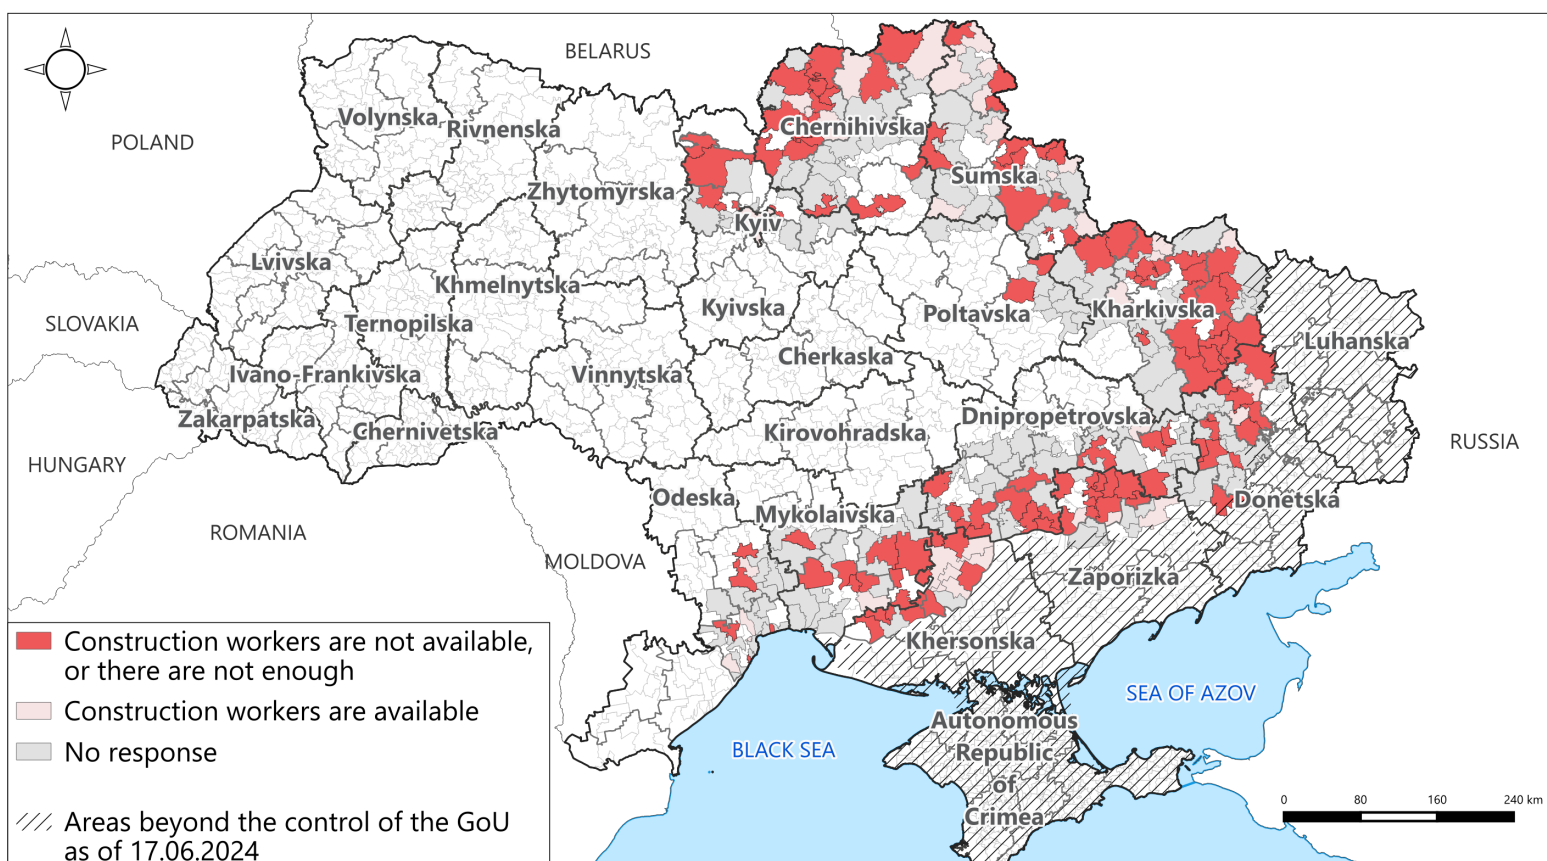 BELARUS
POLAND
Volynska
Rivnenska
Chernihivska
Zhytomyrska
Sumska
Kyiv
Lvivska
Khmelnytska
Kyivska
Poltavska
Kharkivska
SLOVAKIA
Ternopilska
Luhanska
Cherkaska
Ivano-Frankivska
Vinnytska
Zakarpatska
Chernivetska
Dnipropetrovska
Kirovohradska
RUSSIA
HUNGARY
Odeska
Donetska
Mykolaivska
ROMANIA
MOLDOVA
Zaporizka
Khersonska
SEA OF AZOV
BLACK SEA
Autonomous
Republic
of
Crimea
Construction workers are not available,
or there are not enough
Construction workers are available
No response
Areas beyond the control of the GoU
as of 17.06.2024
0 80 160 240 km